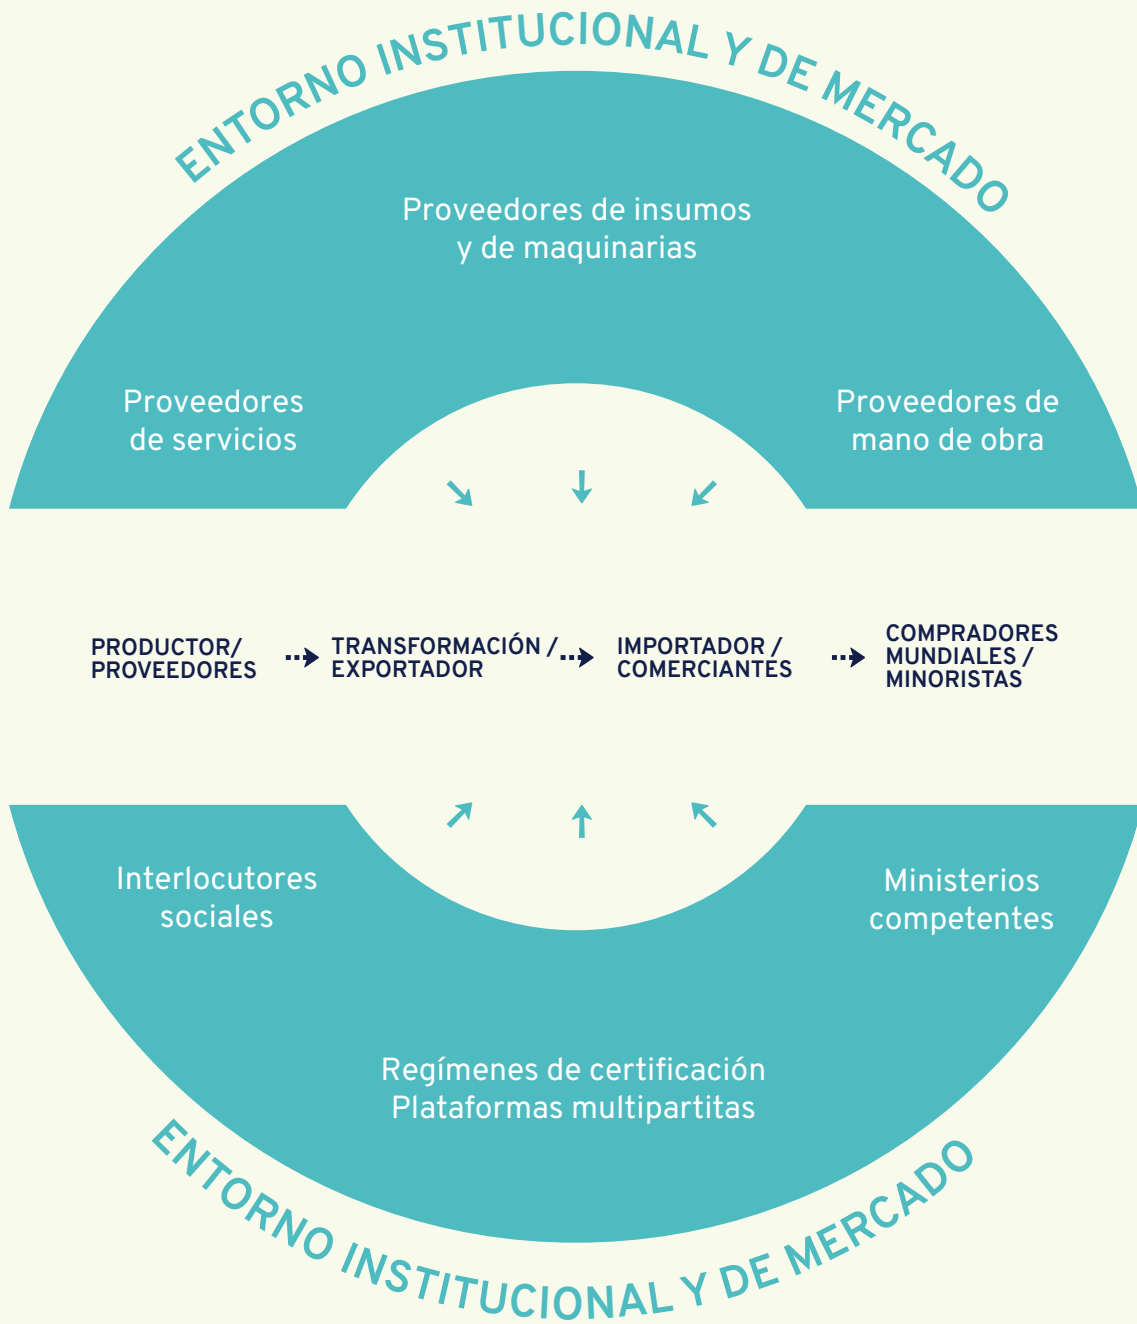 ENTORNO INSTITUCIONAL Y DE MERCADO
Proveedores de insumos
y de maquinarias
Proveedores
de servicios
Proveedores de
mano de obra
PRODUCTOR/
PROVEEDORES
TRANSFORMACIÓN /
EXPORTADOR
IMPORTADOR /
COMERCIANTES
COMPRADORES
MUNDIALES /
MINORISTAS
Interlocutores
sociales
Ministerios
competentes
Regímenes de certificación
Plataformas multipartitas
ENTORNO INSTITUCIONAL Y DE MERCADO